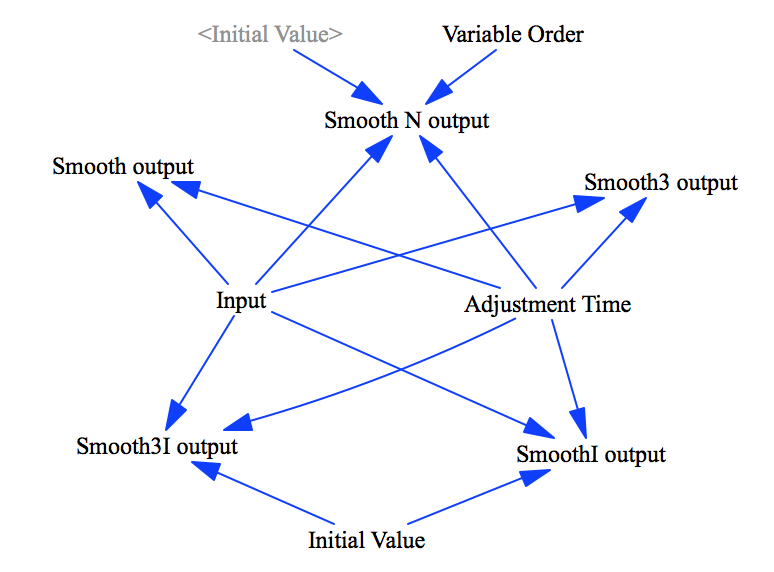 <Initial Value>
Variable Order
Smooth N output
Smooth output
Smooth3 output
Input
Adjustment Time
Smooth3I output
SmoothI output
Initial Value